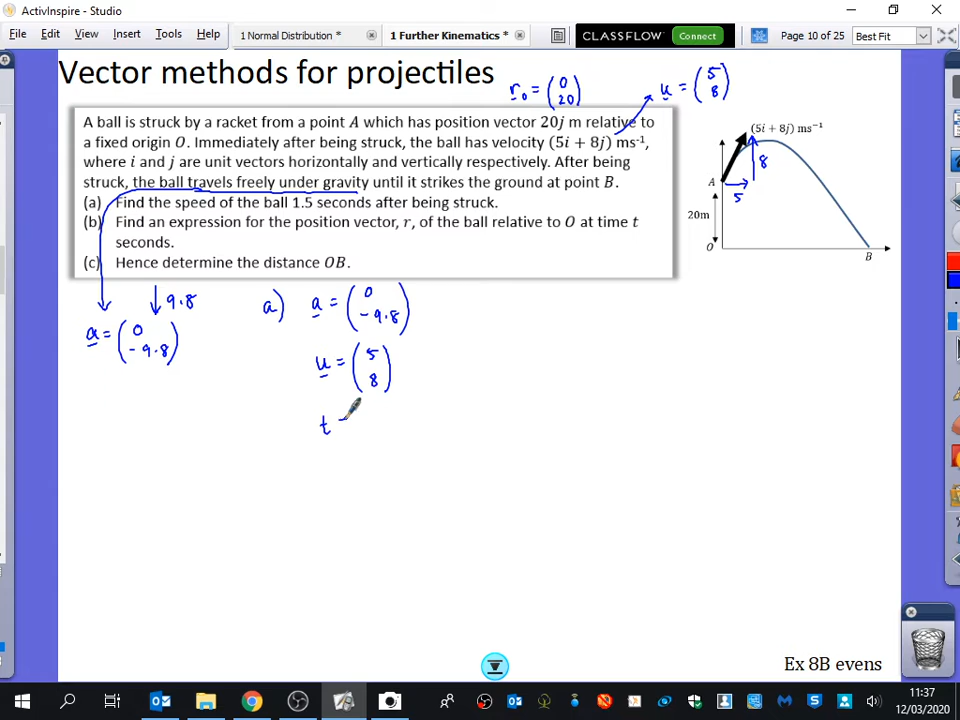 ActivInspire - Studio
File Edit View Insert Tools Help
1 Normal Distribution *
1 Further Kinematics *
CLASSFLOW
Connect
Page 10 of 25
Best Fit
Vector methods for projectiles
r₀ = (0 20)
u = (5 8)
A ball is struck by a racket from a point A which has position vector 20j m relative to
a fixed origin O. Immediately after being struck, the ball has velocity (5i + 8j) ms⁻¹,
where i and j are unit vectors horizontally and vertically respectively. After being
struck, the ball travels freely under gravity until it strikes the ground at point B.
(a) Find the speed of the ball 1.5 seconds after being struck.
(b) Find an expression for the position vector, r, of the ball relative to O at time t
seconds.
(c) Hence determine the distance OB.
(5i + 8j) ms⁻¹
8
A
5
20m
O
B
9.8
a = (0 -9.8)
a) a = (0 -9.8)
u = (5 8)
t -
Ex 8B evens
11:37
12/03/2020